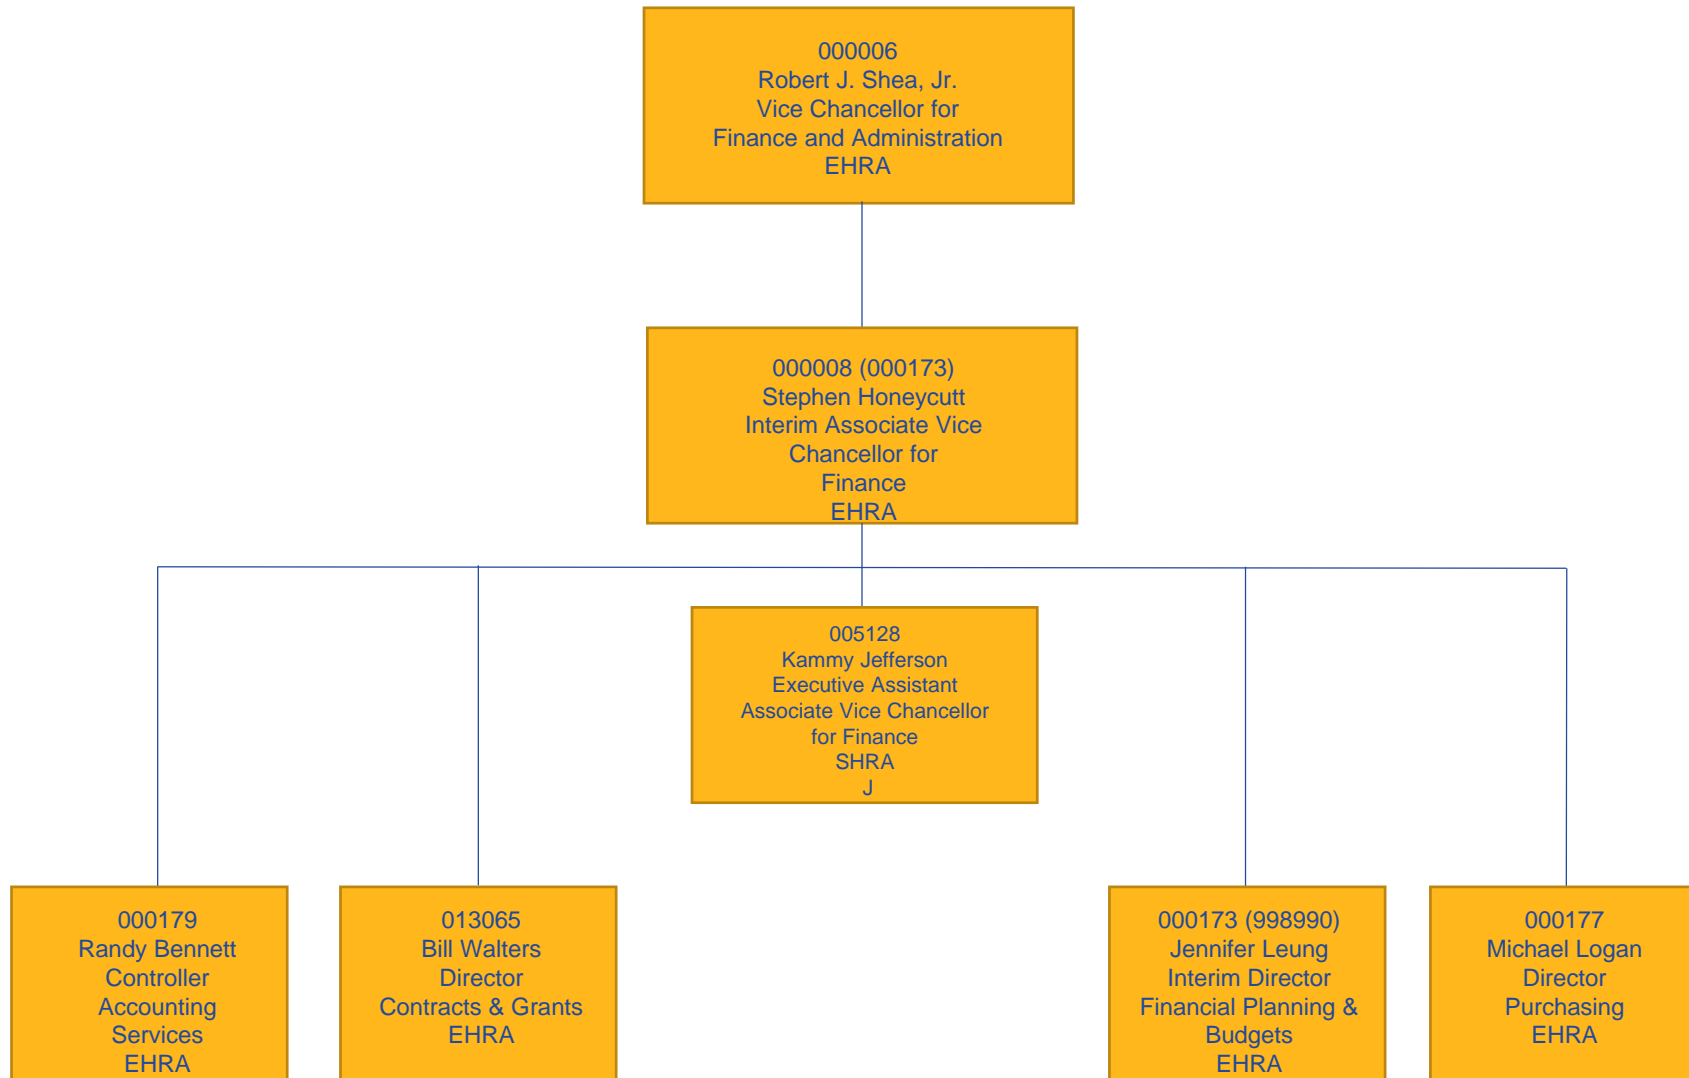 000006
Robert J. Shea, Jr.
Vice Chancellor for
Finance and Administration
EHRA
000008 (000173)
Stephen Honeycutt
Interim Associate Vice
Chancellor for
Finance
EHRA
005128
Kammy Jefferson
Executive Assistant
Associate Vice Chancellor
for Finance
SHRA
J
000179
Randy Bennett
Controller
Accounting
Services
EHRA
013065
Bill Walters
Director
Contracts & Grants
EHRA
000173 (998990)
Jennifer Leung
Interim Director
Financial Planning &
Budgets
EHRA
000177
Michael Logan
Director
Purchasing
EHRA